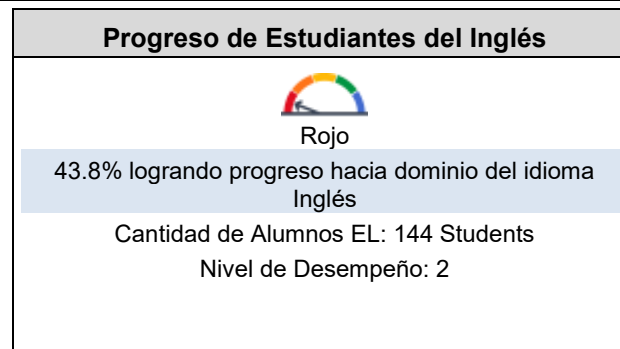 Progreso de Estudiantes del Inglés
Rojo
43.8% logrando progreso hacia dominio del idioma
Inglés
Cantidad de Alumnos EL: 144 Students
Nivel de Desempeño: 2